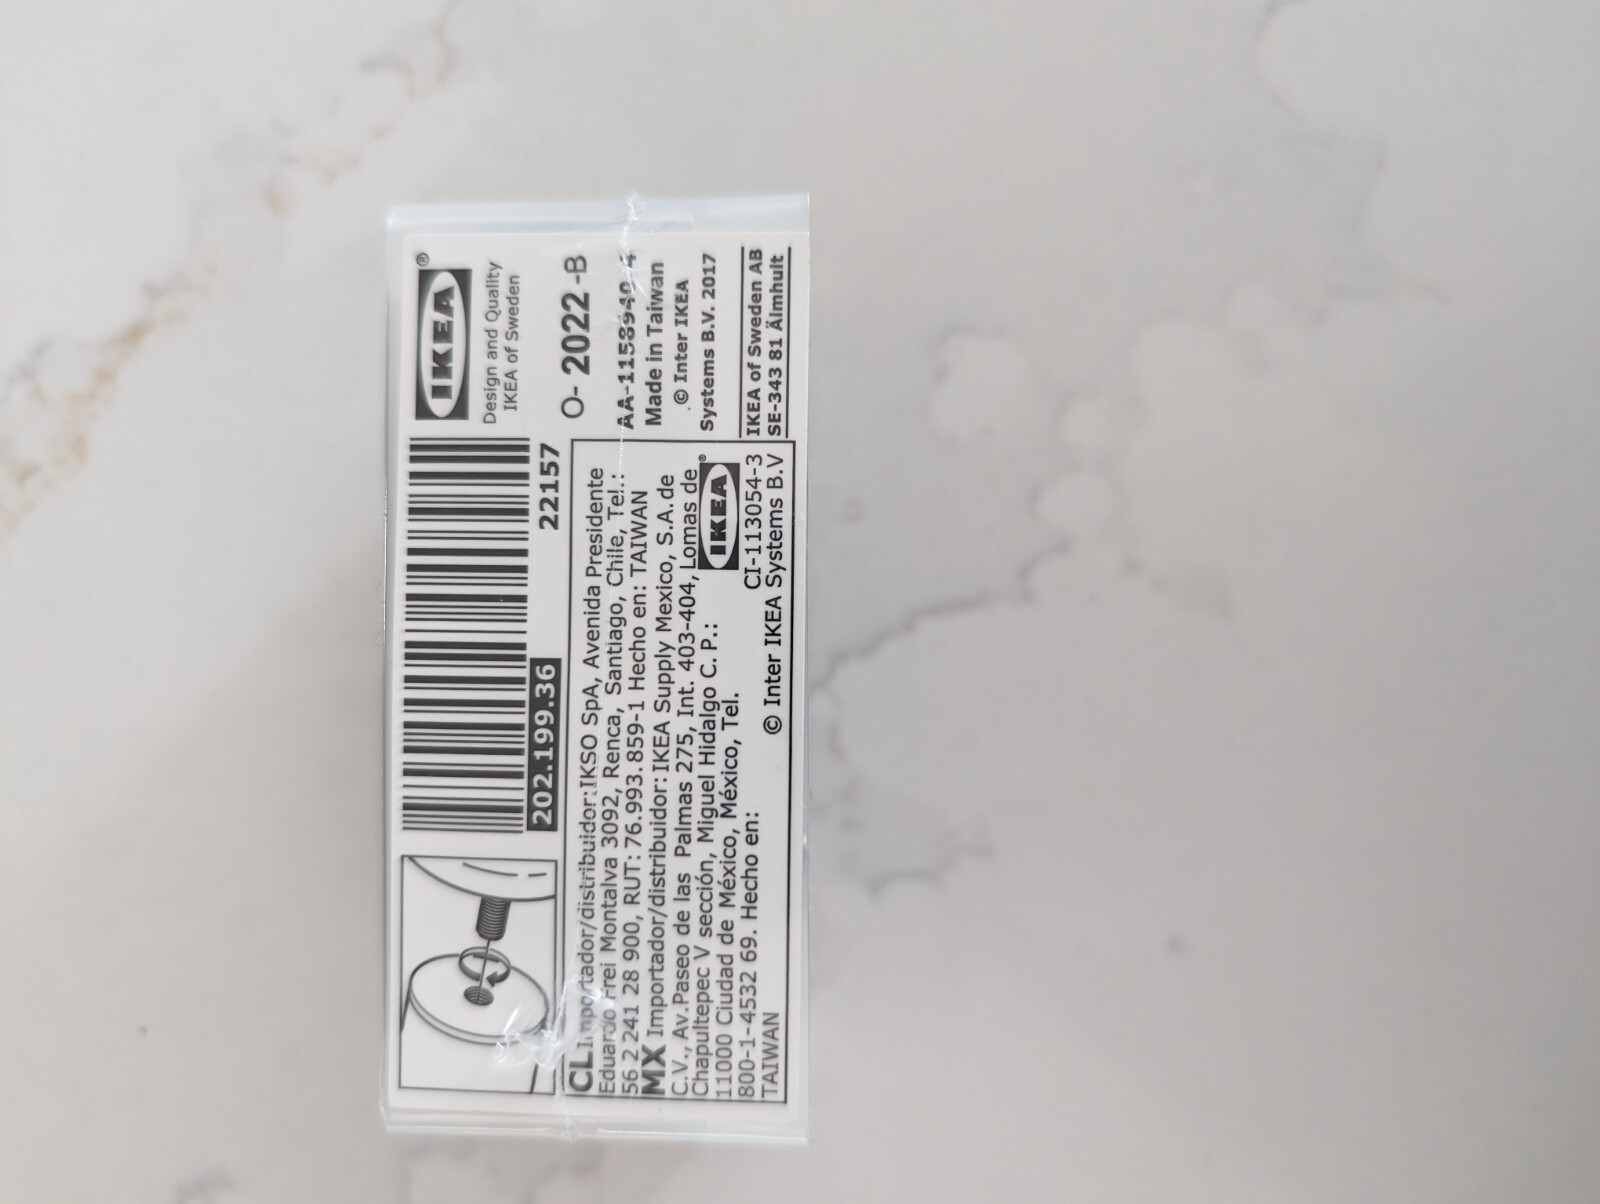 202.199.36
22157
IKEA®
Design and Quality
IKEA of Sweden
O- 2022 -B
AA-1158940-4
Made in Taiwan
© Inter IKEA
Systems B.V. 2017
IKEA of Sweden AB
SE-343 81 Älmhult
CL Importador/distribuidor:IKSO SpA, Avenida Presidente
Eduardo Frei Montalva 3092, Renca, Santiago, Chile, Tel.:
56 2 241 28 900, RUT: 76.993.859-1 Hecho en: TAIWAN
MX Importador/distribuidor: IKEA Supply Mexico, S.A. de
C.V., Av.Paseo de las Palmas 275, Int. 403-404, Lomas de
Chapultepec V sección, Miguel Hidalgo C. P.:
11000 Ciudad de México, México, Tel.
800-1-4532 69. Hecho en:
TAIWAN
IKEA®
CI-113054-3
© Inter IKEA Systems B.V